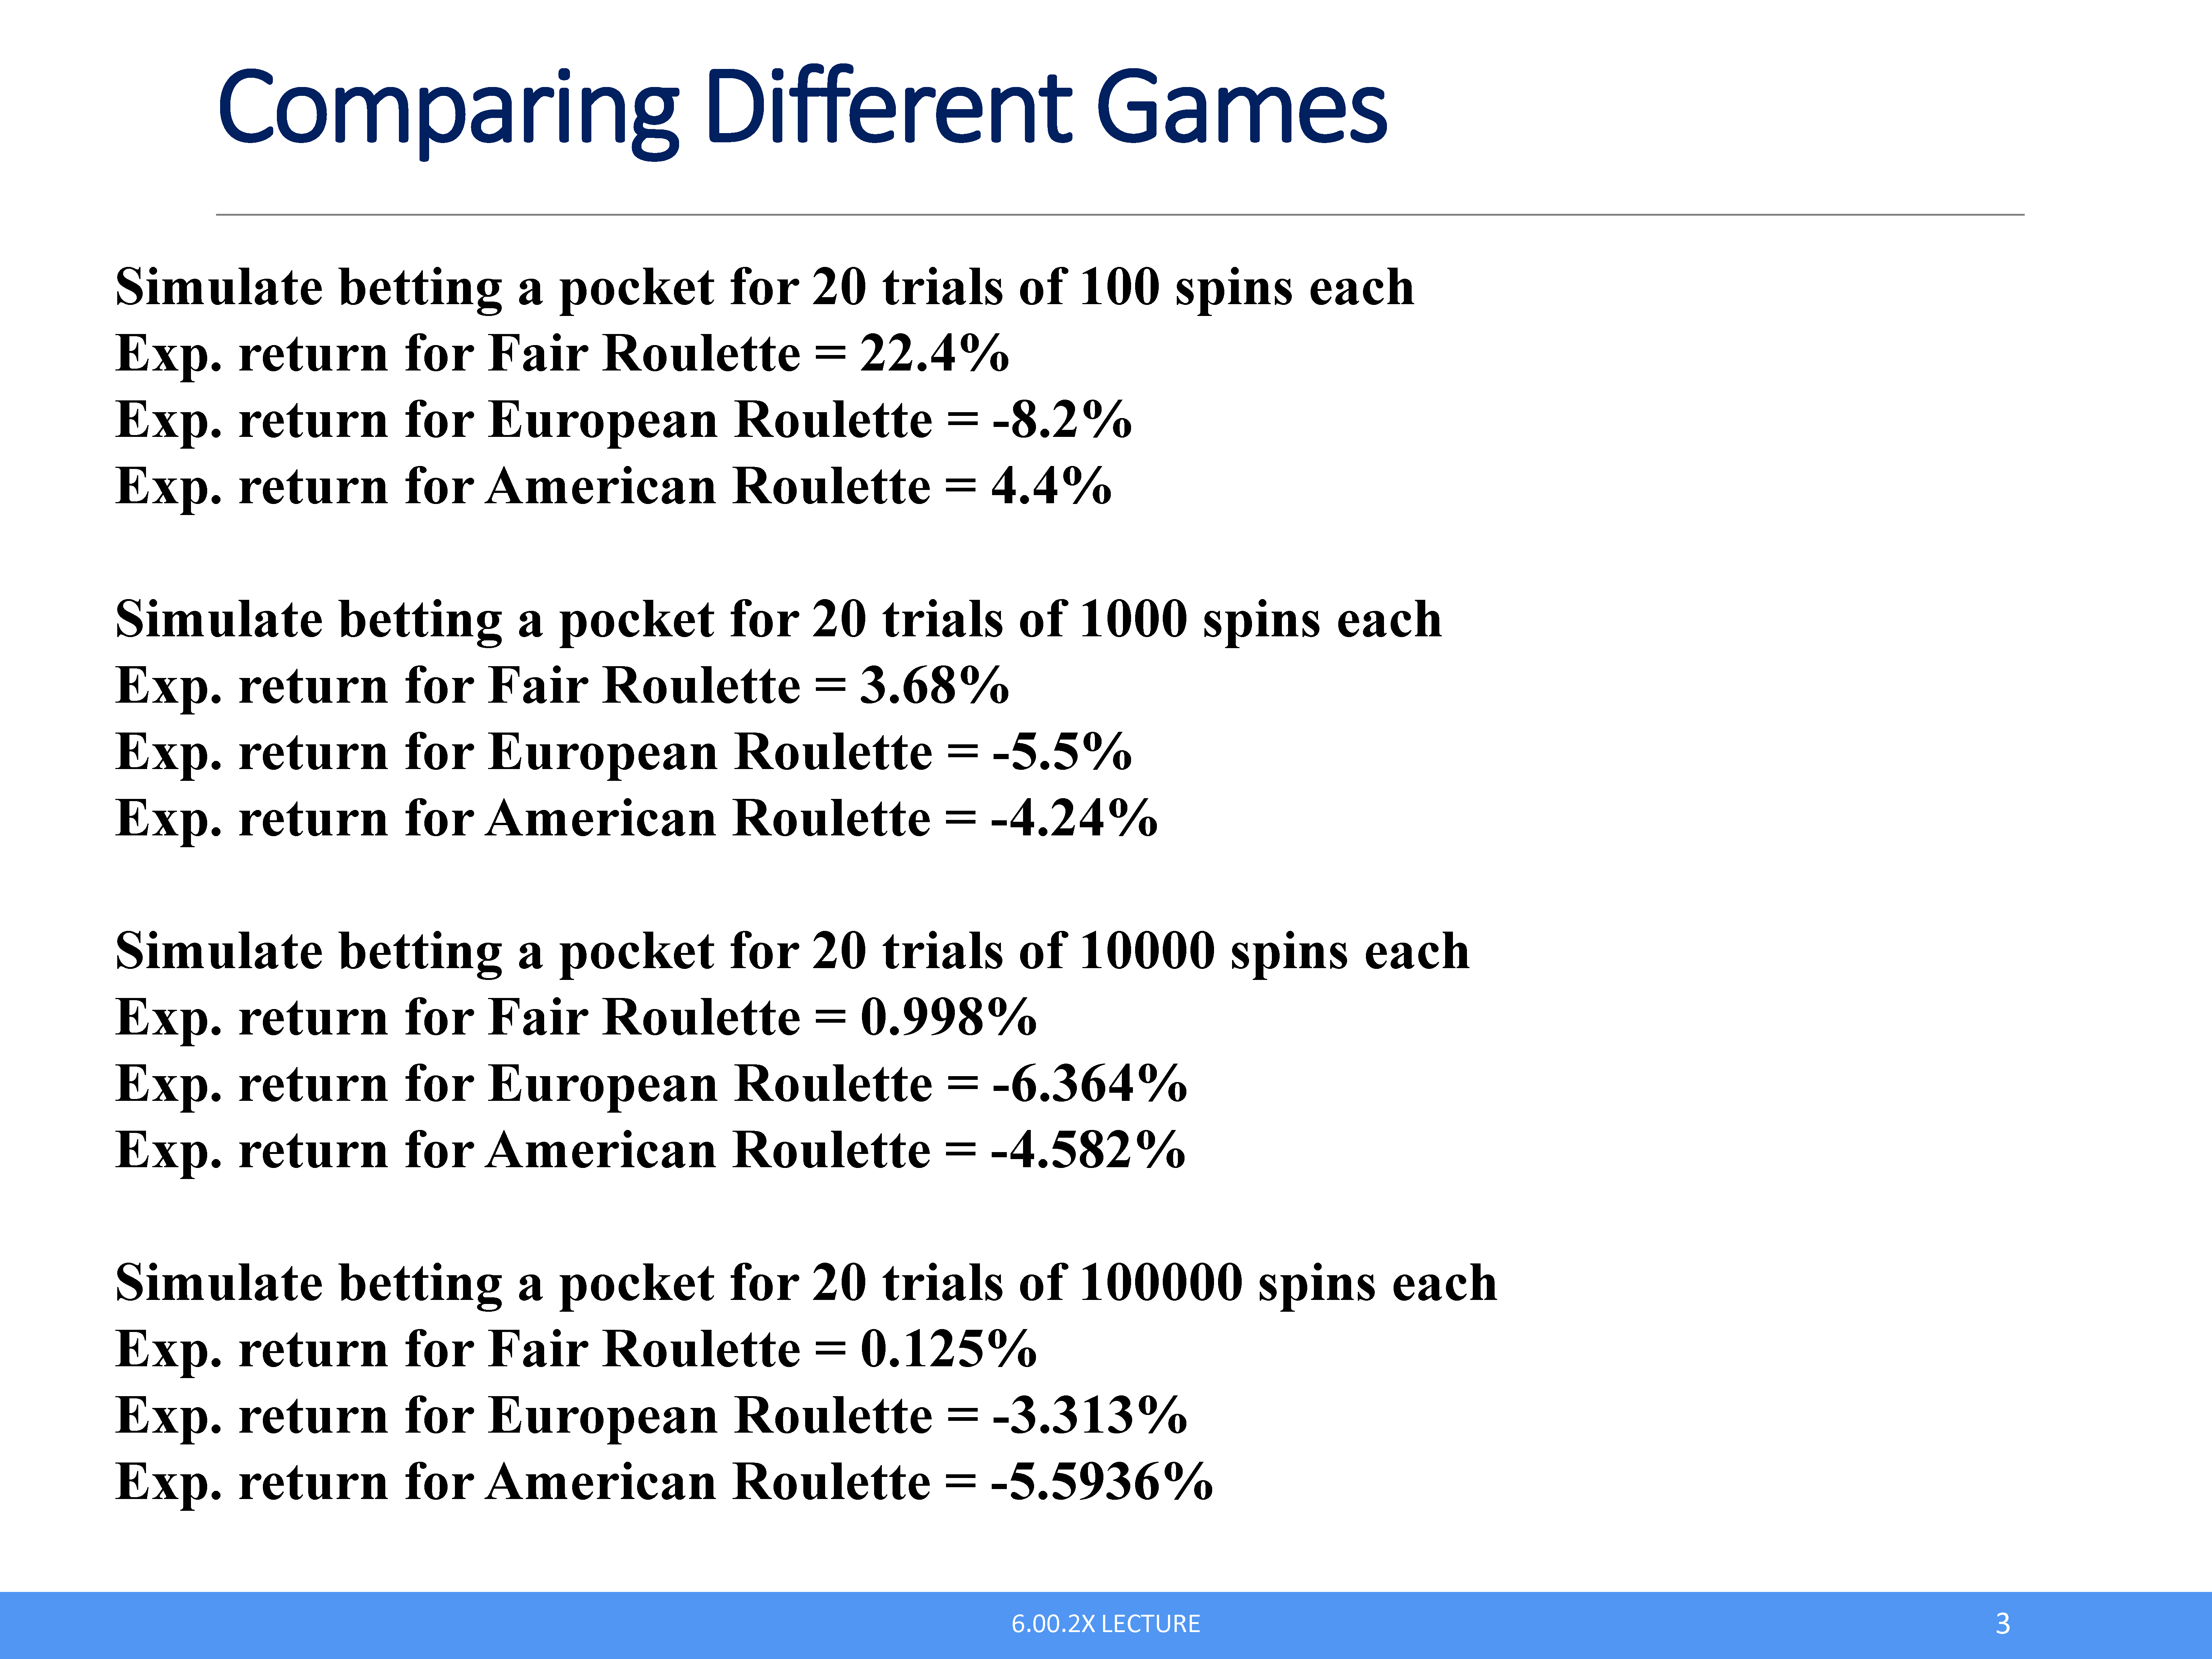 Comparing Different Games
Simulate betting a pocket for 20 trials of 100 spins each
Exp. return for Fair Roulette = 22.4%
Exp. return for European Roulette = -8.2%
Exp. return for American Roulette = 4.4%
Simulate betting a pocket for 20 trials of 1000 spins each
Exp. return for Fair Roulette = 3.68%
Exp. return for European Roulette = -5.5%
Exp. return for American Roulette = -4.24%
Simulate betting a pocket for 20 trials of 10000 spins each
Exp. return for Fair Roulette = 0.998%
Exp. return for European Roulette = -6.364%
Exp. return for American Roulette = -4.582%
Simulate betting a pocket for 20 trials of 100000 spins each
Exp. return for Fair Roulette = 0.125%
Exp. return for European Roulette = -3.313%
Exp. return for American Roulette = -5.5936%
6.00.2X LECTURE
3